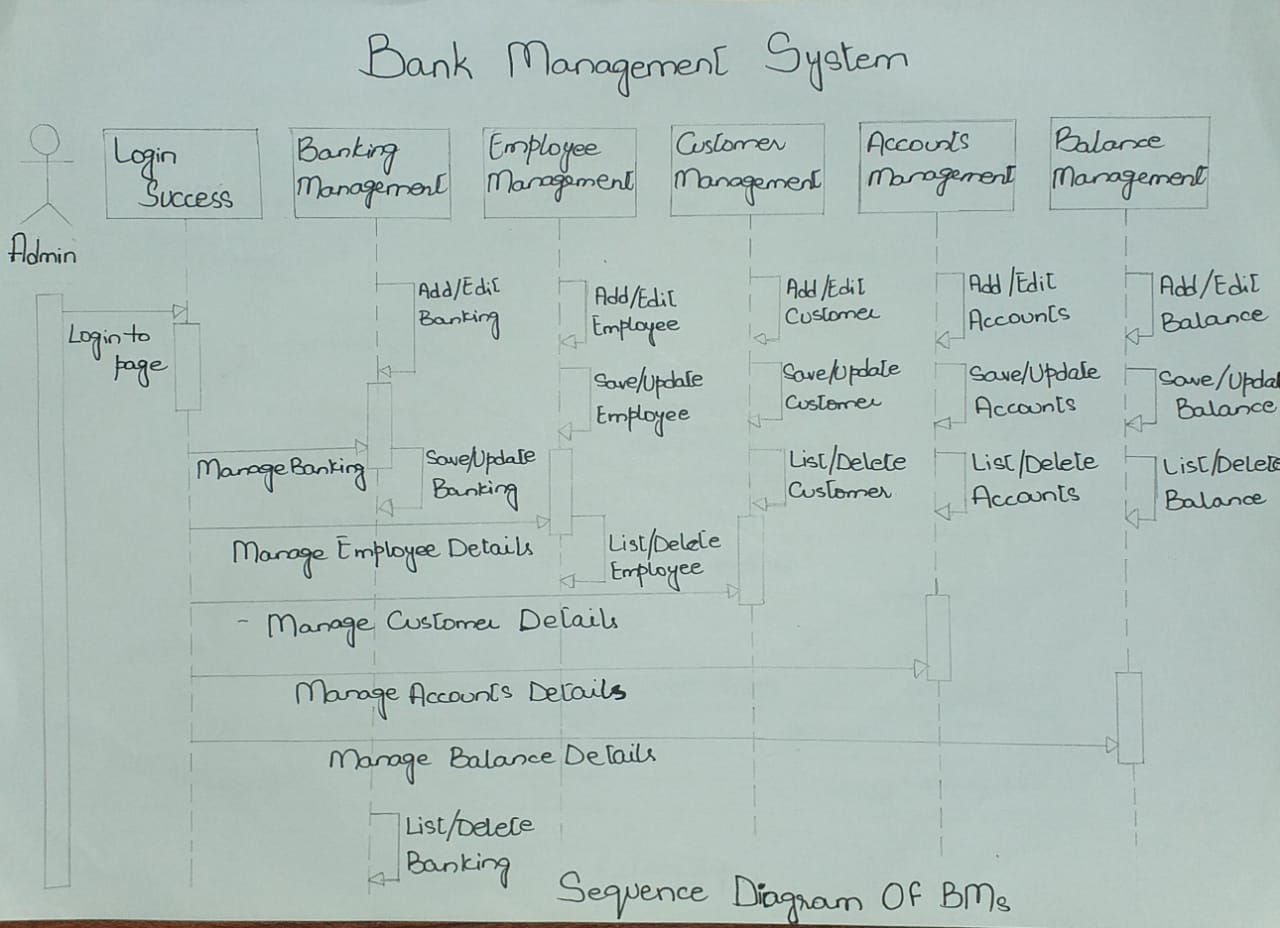 Bank Management System
Login
Success
Banking
Management
Employee
Management
Customer
Management
Accounts
Management
Balance
Management
Admin
Login to
page
Add/Edit
Banking
Add/Edit
Employee
Add/Edit
Customer
Add/Edit
Accounts
Add/Edit
Balance
Save/Update
Employee
Save/Update
Customer
Save/Update
Accounts
Save/Updat
Balance
Manage Banking
Save/Update
Banking
List/Delete
Customer
List/Delete
Accounts
List/Delete
Balance
Manage Employee Details
List/Delete
Employee
- Manage Customer Details
Manage Accounts Details
Manage Balance Details
List/Delete
Banking
Sequence Diagram Of BMs